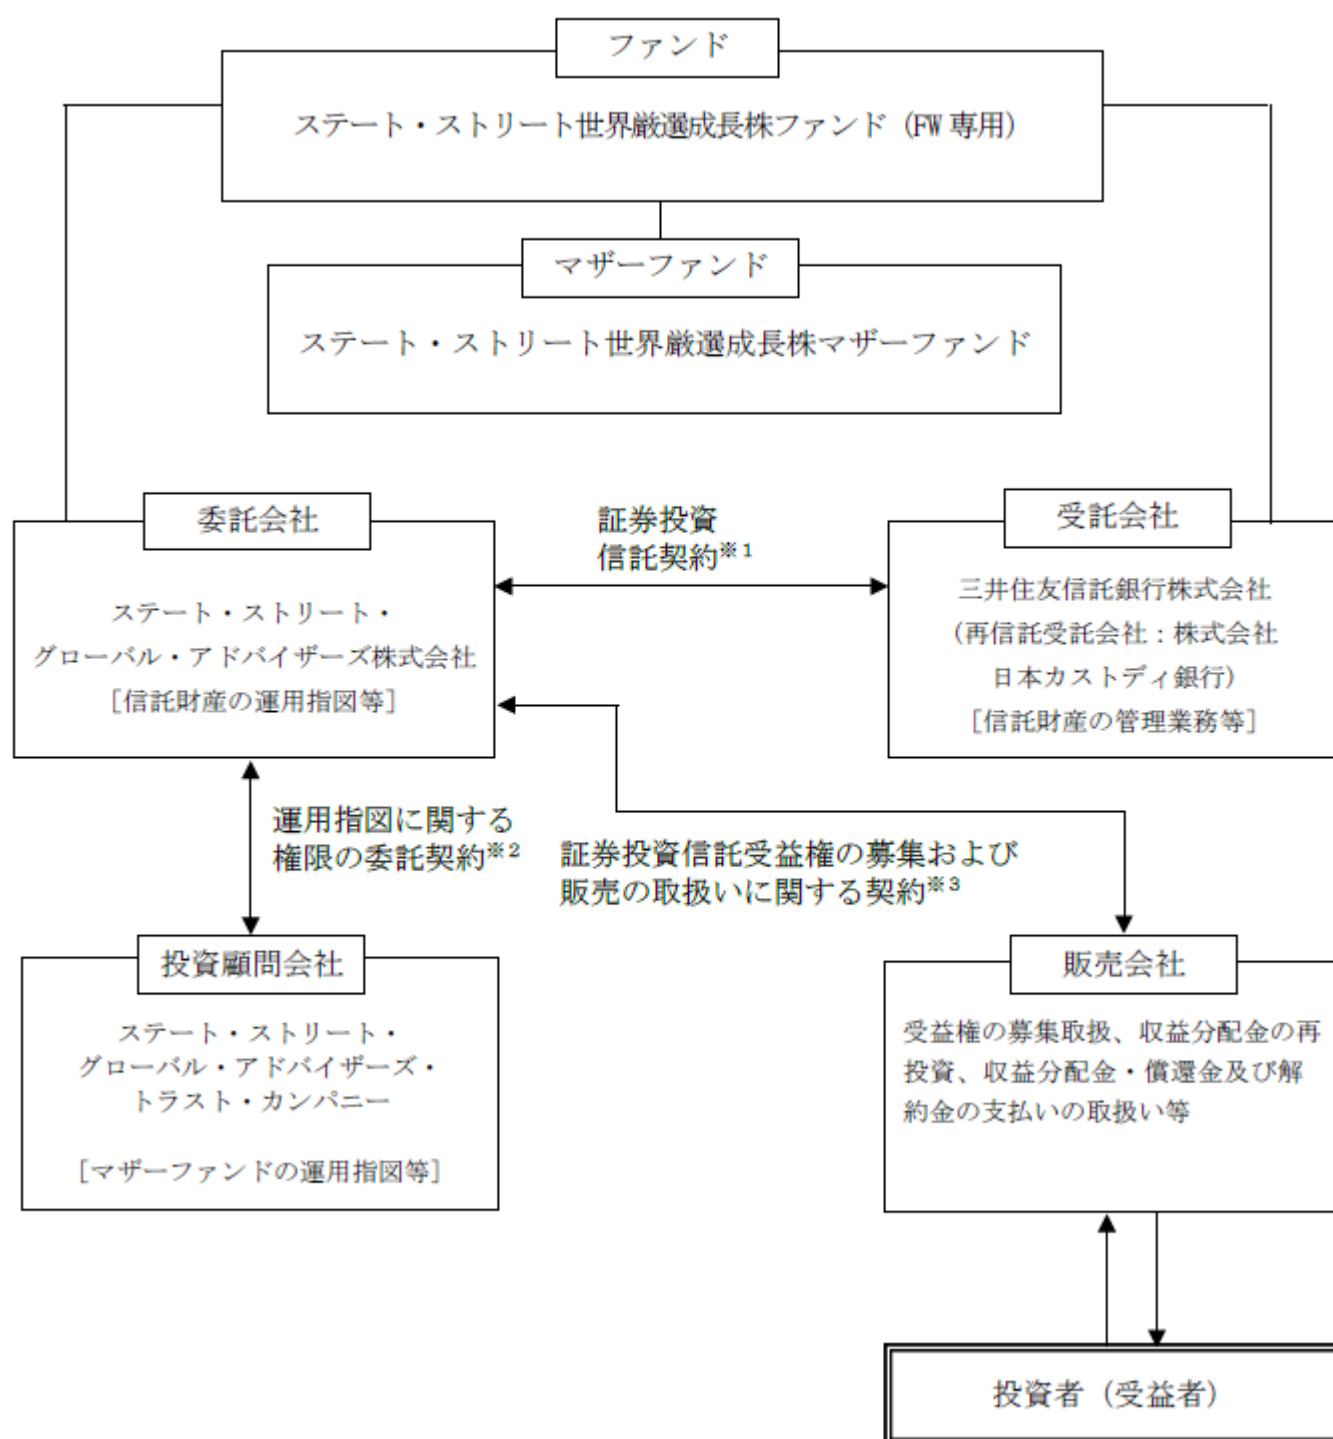 ファンド
ステート・ストリート世界厳選成長株ファンド（FW 専用）
マザーファンド
ステート・ストリート世界厳選成長株マザーファンド
委託会社
ステート・ストリート・
グローバル・アドバイザーズ株式会社
［信託財産の運用指図等］
証券投資
信託契約※1
受託会社
三井住友信託銀行株式会社
（再信託受託会社：株式会社
日本カストディ銀行）
［信託財産の管理業務等］
運用指図に関する
権限の委託契約※2
証券投資信託受益権の募集および
販売の取扱いに関する契約※3
投資顧問会社
ステート・ストリート・
グローバル・アドバイザーズ・
トラスト・カンパニー
［マザーファンドの運用指図等］
販売会社
受益権の募集取扱、収益分配金の再
投資、収益分配金・償還金及び解
約金の支払いの取扱い等
投資者（受益者）